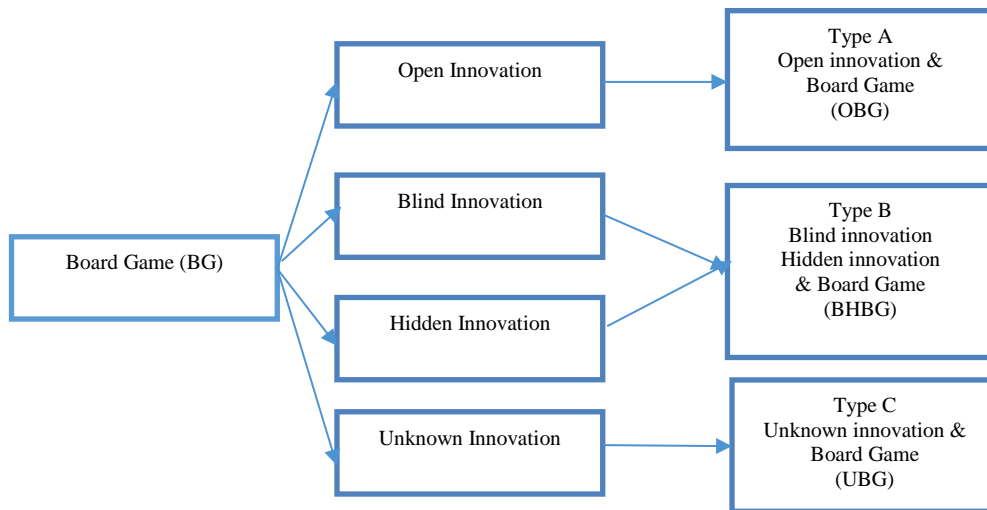 Board Game (BG)
Open Innovation
Blind Innovation
Hidden Innovation
Unknown Innovation
Type A
Open innovation &
Board Game
(OBG)
Type B
Blind innovation
Hidden innovation
& Board Game
(BHBG)
Type C
Unknown innovation &
Board Game
(UBG)